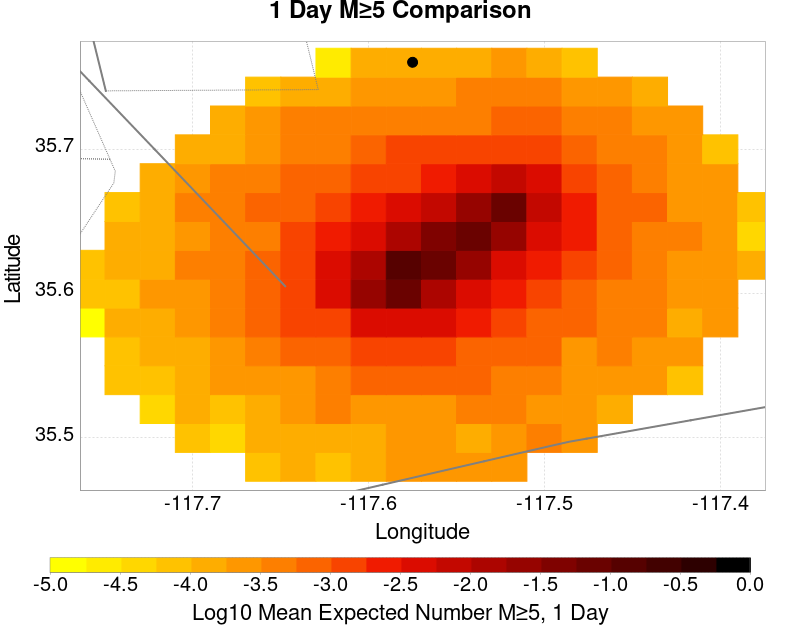 1 Day M≥5 Comparison
35.7
35.6
35.5
Latitude
-117.7 -117.6 -117.5 -117.4
Longitude
-5.0 -4.5 -4.0 -3.5 -3.0 -2.5 -2.0 -1.5 -1.0 -0.5 0.0
Log10 Mean Expected Number M≥5, 1 Day